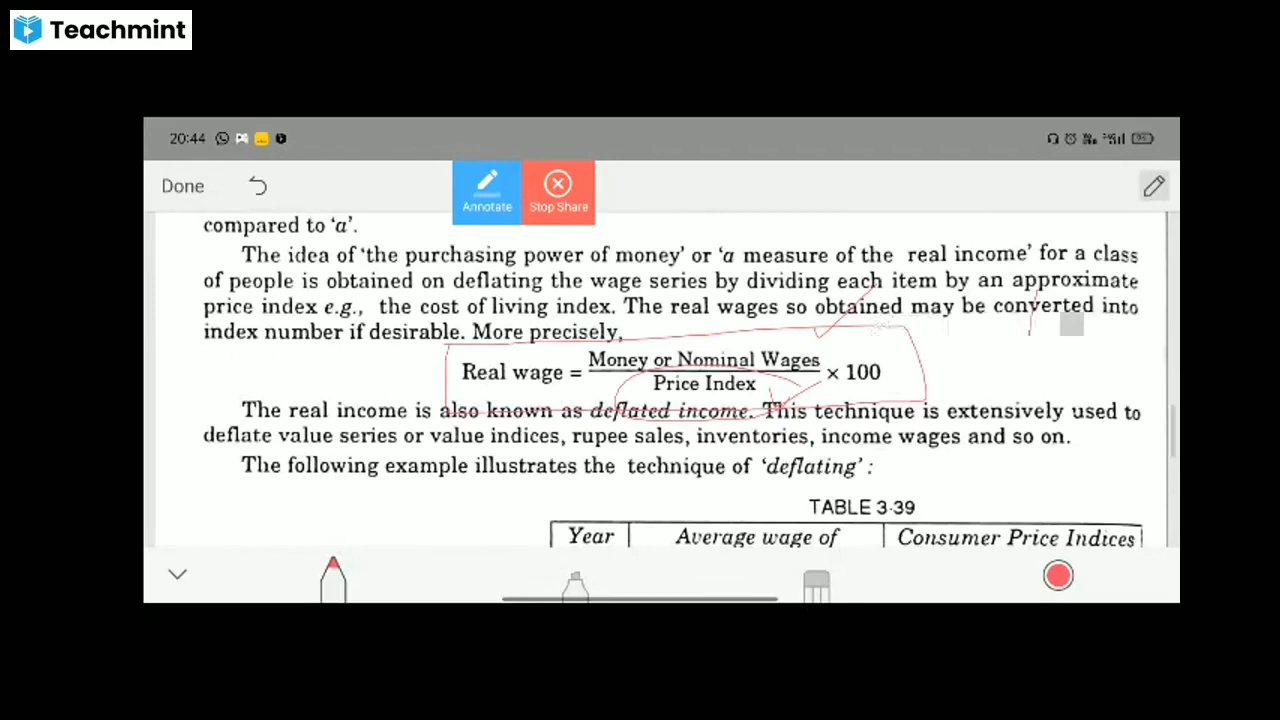 Teachmint
20:44
Done
Annotate
Stop Share
compared to ‘a’.
The idea of ‘the purchasing power of money’ or ‘a measure of the real income’ for a class
of people is obtained on deflating the wage series by dividing each item by an approximate
price index e.g., the cost of living index. The real wages so obtained may be converted into
index number if desirable. More precisely,
Real wage = Money or Nominal Wages / Price Index × 100
The real income is also known as deflated income. This technique is extensively used to
deflate value series or value indices, rupee sales, inventories, income wages and so on.
The following example illustrates the technique of ‘deflating’ :
TABLE 3·39
Year Average wage of Consumer Price Indices